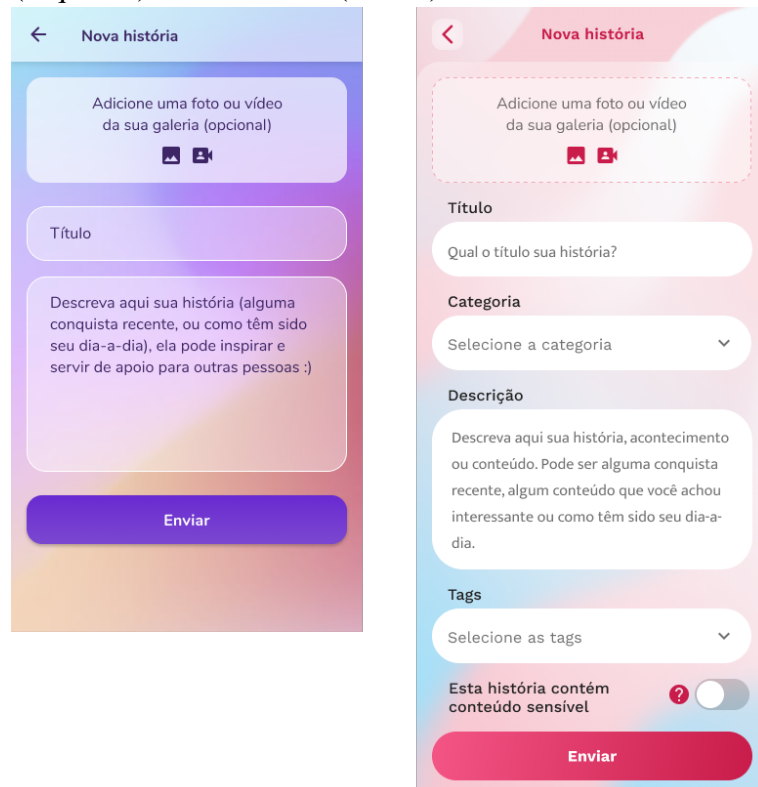 Nova história
Adicione uma foto ou vídeo
da sua galeria (opcional)
Título
Descreva aqui sua história (alguma
conquista recente, ou como têm sido
seu dia-a-dia), ela pode inspirar e
servir de apoio para outras pessoas :)
Enviar
Nova história
Adicione uma foto ou vídeo
da sua galeria (opcional)
Título
Qual o título sua história?
Categoria
Selecione a categoria
Descrição
Descreva aqui sua história, acontecimento
ou conteúdo. Pode ser alguma conquista
recente, algum conteúdo que você achou
interessante ou como têm sido seu dia-a-
dia.
Tags
Selecione as tags
Esta história contém
conteúdo sensível
?
Enviar